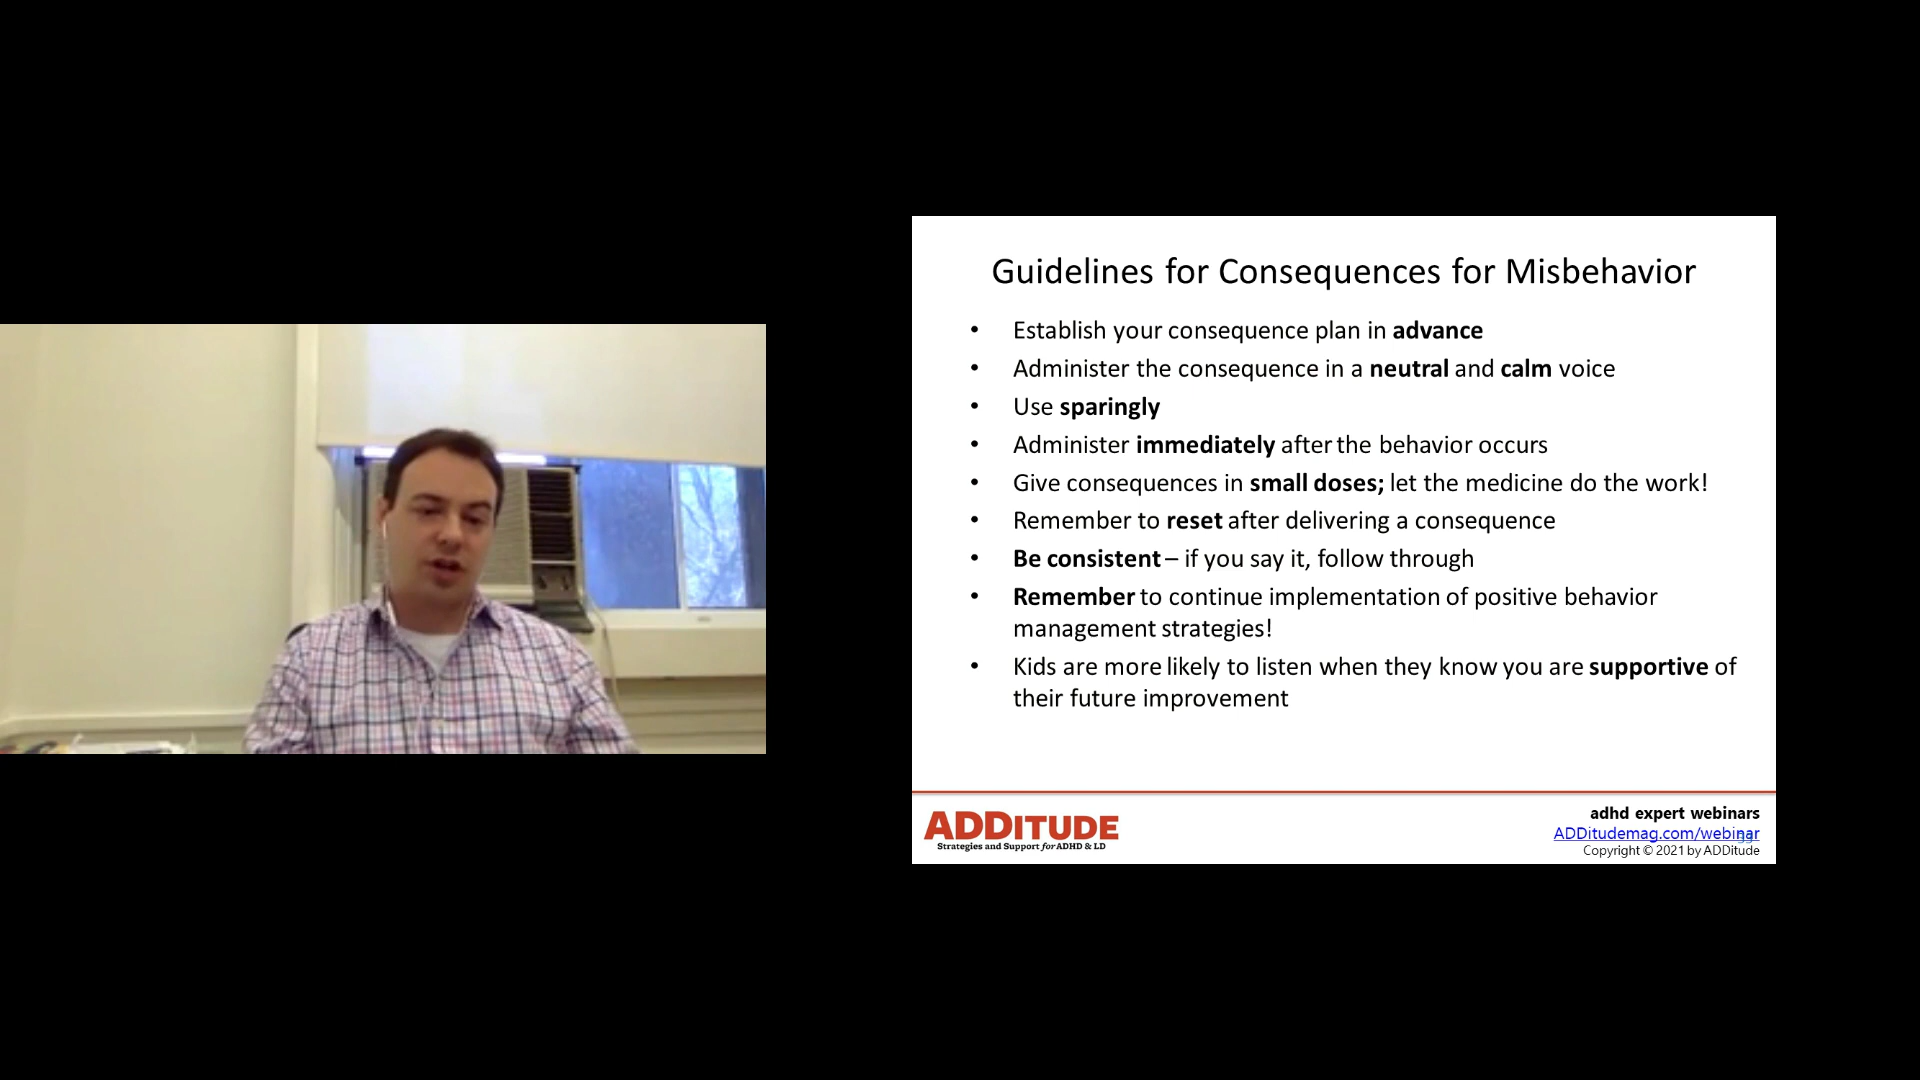 Guidelines for Consequences for Misbehavior
• Establish your consequence plan in advance
• Administer the consequence in a neutral and calm voice
• Use sparingly
• Administer immediately after the behavior occurs
• Give consequences in small doses; let the medicine do the work!
• Remember to reset after delivering a consequence
• Be consistent – if you say it, follow through
• Remember to continue implementation of positive behavior
management strategies!
• Kids are more likely to listen when they know you are supportive of
their future improvement
ADDITUDE
Strategies and Support for ADHD & LD
adhd expert webinars
ADDitudemag.com/webinar
Copyright © 2021 by ADDitude